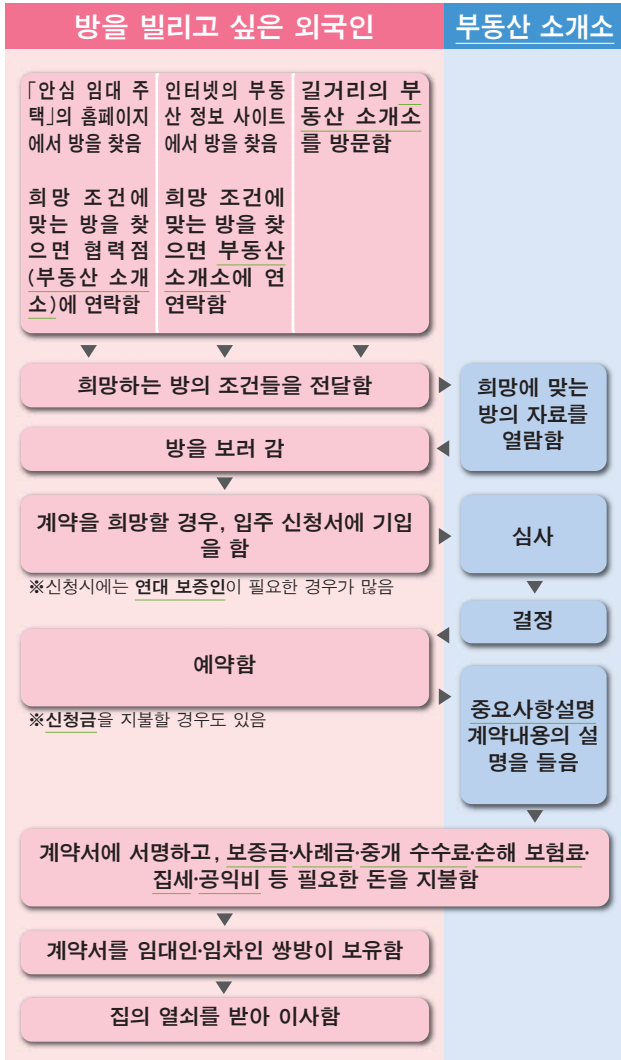 방을 빌리고 싶은 외국인
부동산 소개소
「안심 임대 주
택」의 홈페이지
에서 방을 찾음
희망 조건에
맞는 방을 찾
으면 협력점
(부동산 소개
소)에 연락함
인터넷의 부동
산 정보 사이트
에서 방을 찾음
희망 조건에
맞는 방을 찾
으면 부동산
소개소에 연
연락함
길거리의 부
동산 소개소
를 방문함
희망하는 방의 조건들을 전달함
희망에 맞는
방의 자료를
열람함
방을 보러 감
계약을 희망할 경우, 입주 신청서에 기입
을 함
심사
※신청시에는 연대 보증인이 필요한 경우가 많음
결정
예약함
※신청금을 지불할 경우도 있음
중요사항설명
계약내용의 설
명을 들음
계약서에 서명하고, 보증금·사례금·중개 수수료·손해 보험료·
집세·공익비 등 필요한 돈을 지불함
계약서를 임대인·임차인 쌍방이 보유함
집의 열쇠를 받아 이사함